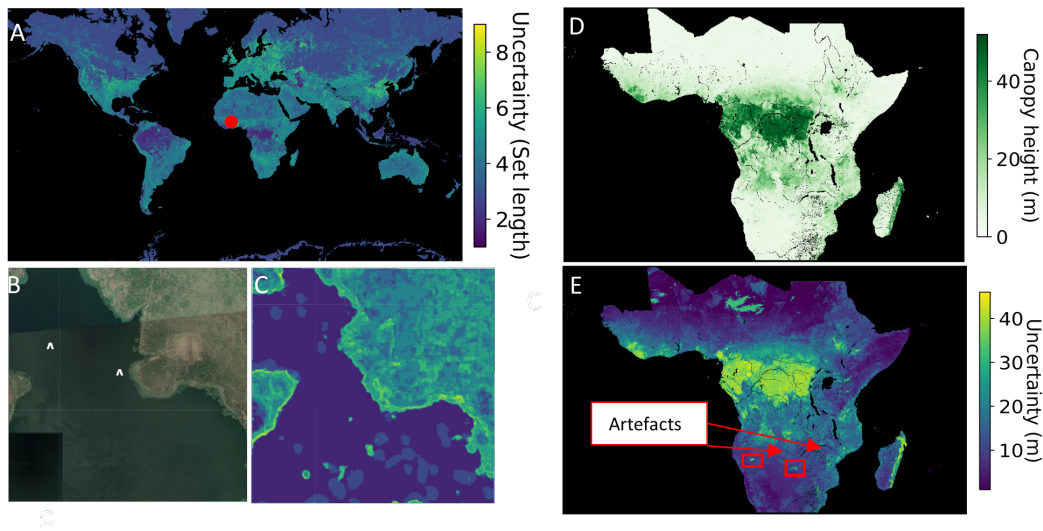 A
8
6
4
2
Uncertainty (Set length)
B
C
D
40
20
0
Canopy height (m)
E
Artefacts
40
30
20
10
Uncertainty (m)